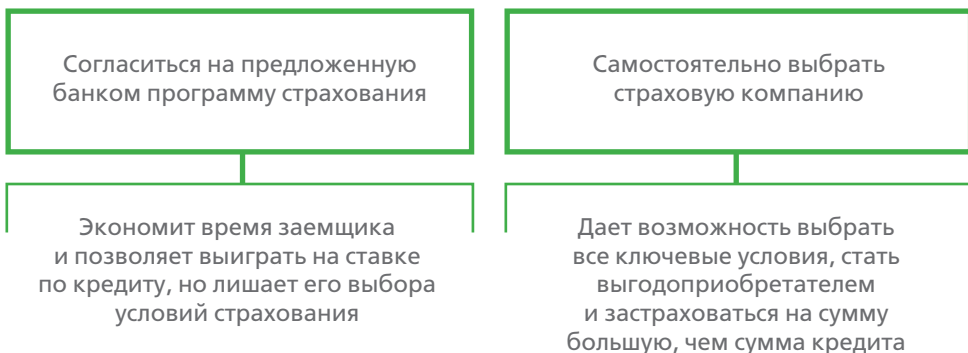 Согласиться на предложенную
банком программу страхования
Экономит время заемщика
и позволяет выиграть на ставке
по кредиту, но лишает его выбора
условий страхования
Самостоятельно выбрать
страховую компанию
Дает возможность выбрать
все ключевые условия, стать
выгодоприобретателем
и застраховаться на сумму
большую, чем сумма кредита